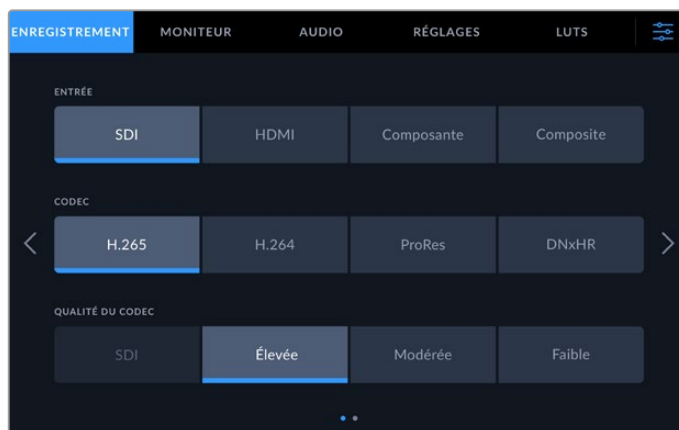 ENREGISTREMENT MONITEUR AUDIO RÉGLAGES LUTS
ENTRÉE
SDI HDMI Composante Composite
CODEC
H.265 H.264 ProRes DNxHR
QUALITÉ DU CODEC
SDI Élevée Modérée Faible